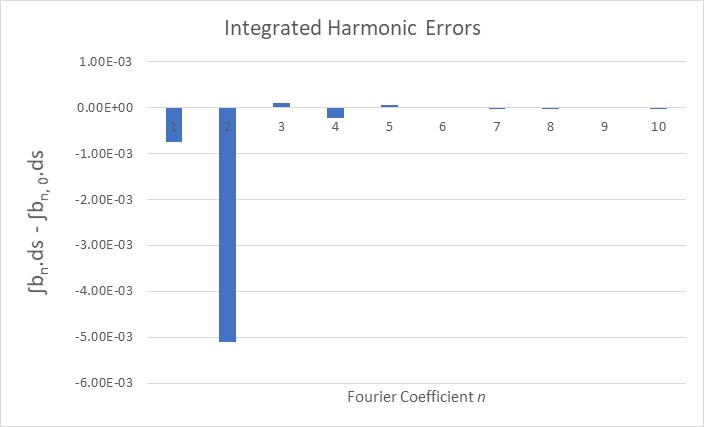 Integrated Harmonic Errors
1.00E-03
0.00E+00
1 2 3 4 5 6 7 8 9 10
-1.00E-03
-2.00E-03
-3.00E-03
-4.00E-03
-5.00E-03
-6.00E-03
∫bn.ds - ∫bn, 0.ds
Fourier Coefficient n